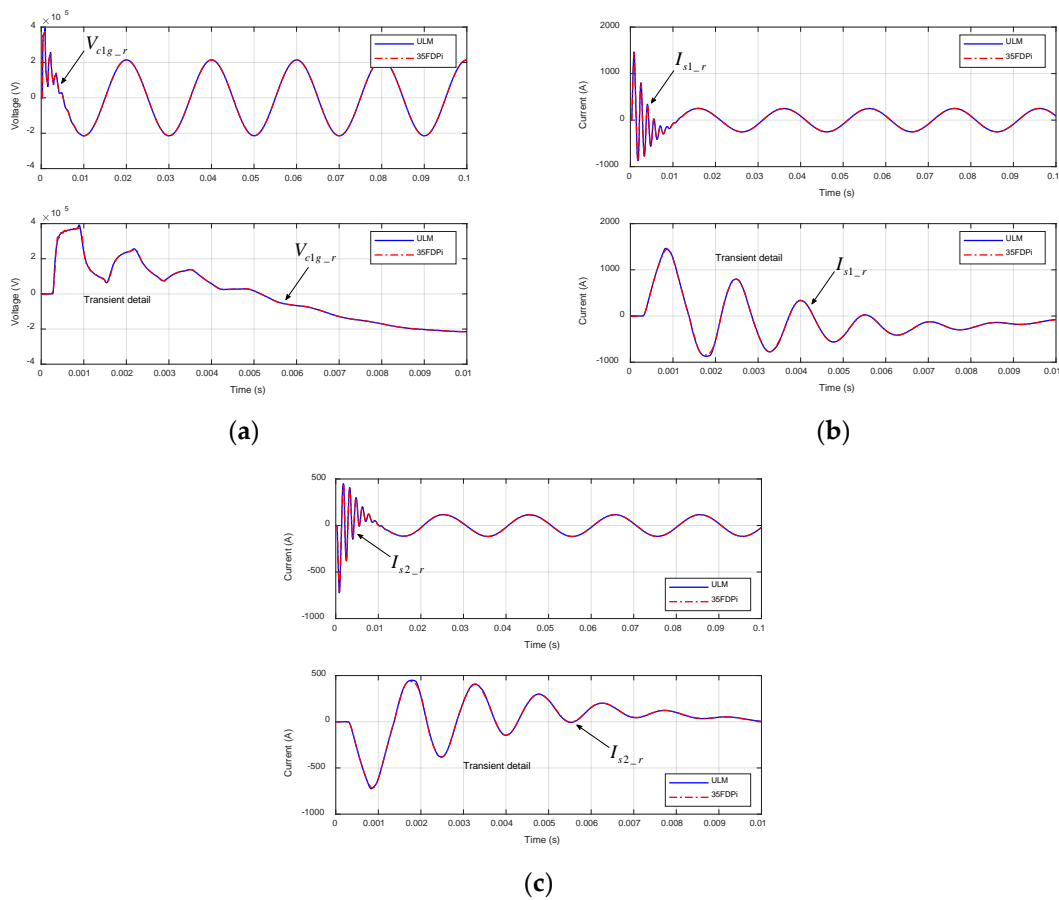 × 10 5
4
2
0
-2
-4
Voltage (V)
V c1g_r
ULM
35FDPi
0 0.01 0.02 0.03 0.04 0.05 0.06 0.07 0.08 0.09 0.1
Time (s)
× 10 5
4
2
0
-2
-4
Voltage (V)
V c1g_r
Transient detail
ULM
35FDPi
0 0.001 0.002 0.003 0.004 0.005 0.006 0.007 0.008 0.009 0.01
Time (s)
(a)
2000
1000
0
-1000
Current (A)
I s1_r
ULM
35FDPi
0 0.01 0.02 0.03 0.04 0.05 0.06 0.07 0.08 0.09 0.1
Time (s)
2000
1000
0
-1000
Current (A)
Transient detail
I s1_r
ULM
35FDPi
0 0.001 0.002 0.003 0.004 0.005 0.006 0.007 0.008 0.009 0.01
Time (s)
(b)
500
0
-500
-1000
Current (A)
I s2_r
ULM
35FDPi
0 0.01 0.02 0.03 0.04 0.05 0.06 0.07 0.08 0.09 0.1
Time (s)
500
0
-500
-1000
Current (A)
I s2_r
Transient detail
ULM
35FDPi
0 0.001 0.002 0.003 0.004 0.005 0.006 0.007 0.008 0.009 0.01
Time (s)
(c)